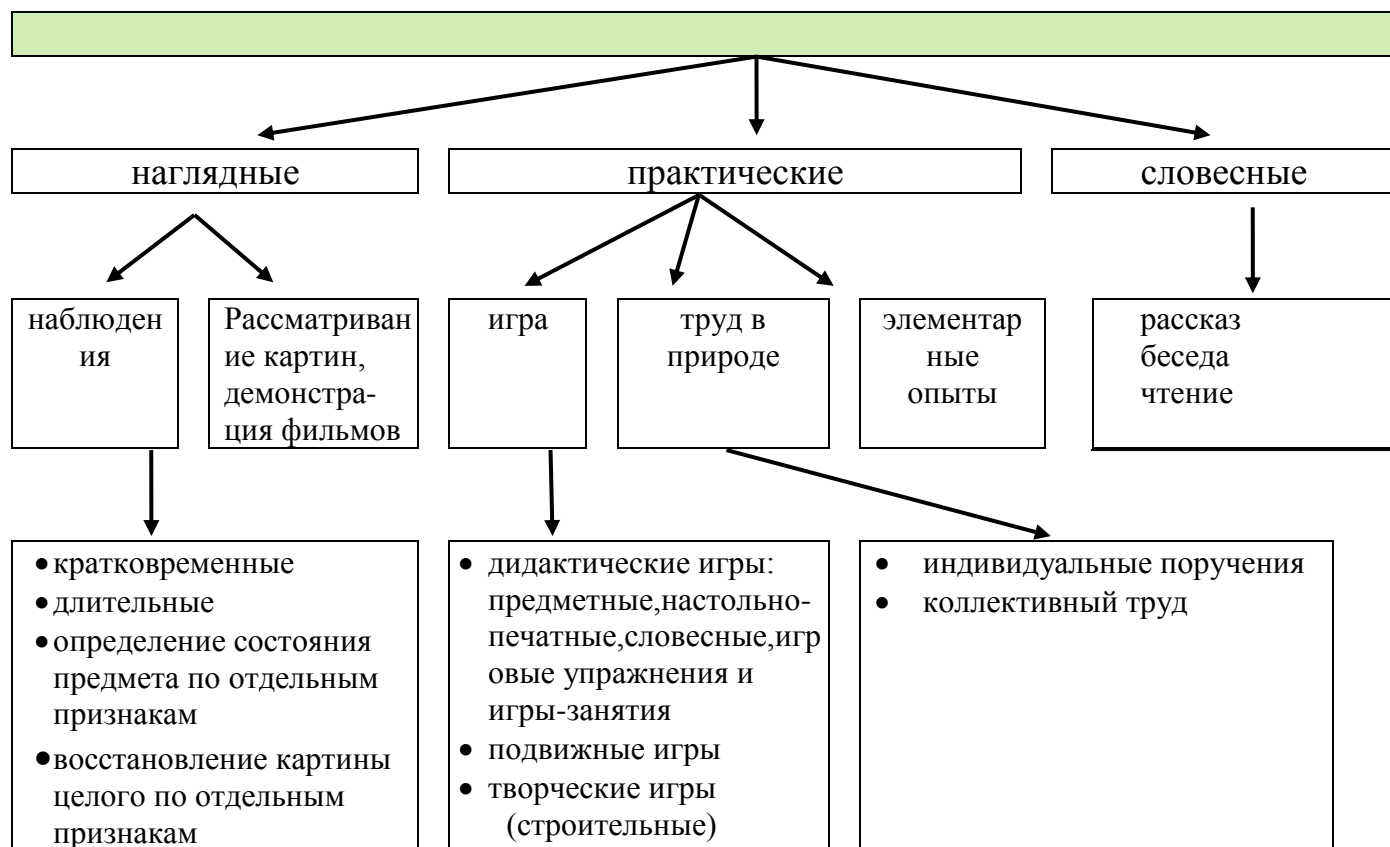 наглядные
практические
словесные
наблюден
ия
Рассматриван
ие картин,
демонстра-
ция фильмов
игра
труд в
природе
элементар
ные
опыты
рассказ
беседа
чтение
•кратковременные
•длительные
•определение состояния
предмета по отдельным
признакам
•восстановление картины
целого по отдельным
признакам
• дидактические игры:
предметные,настольно-
печатные,словесные,игр
овые упражнения и
игры-занятия
• подвижные игры
• творческие игры
(строительные)
• индивидуальные поручения
• коллективный труд